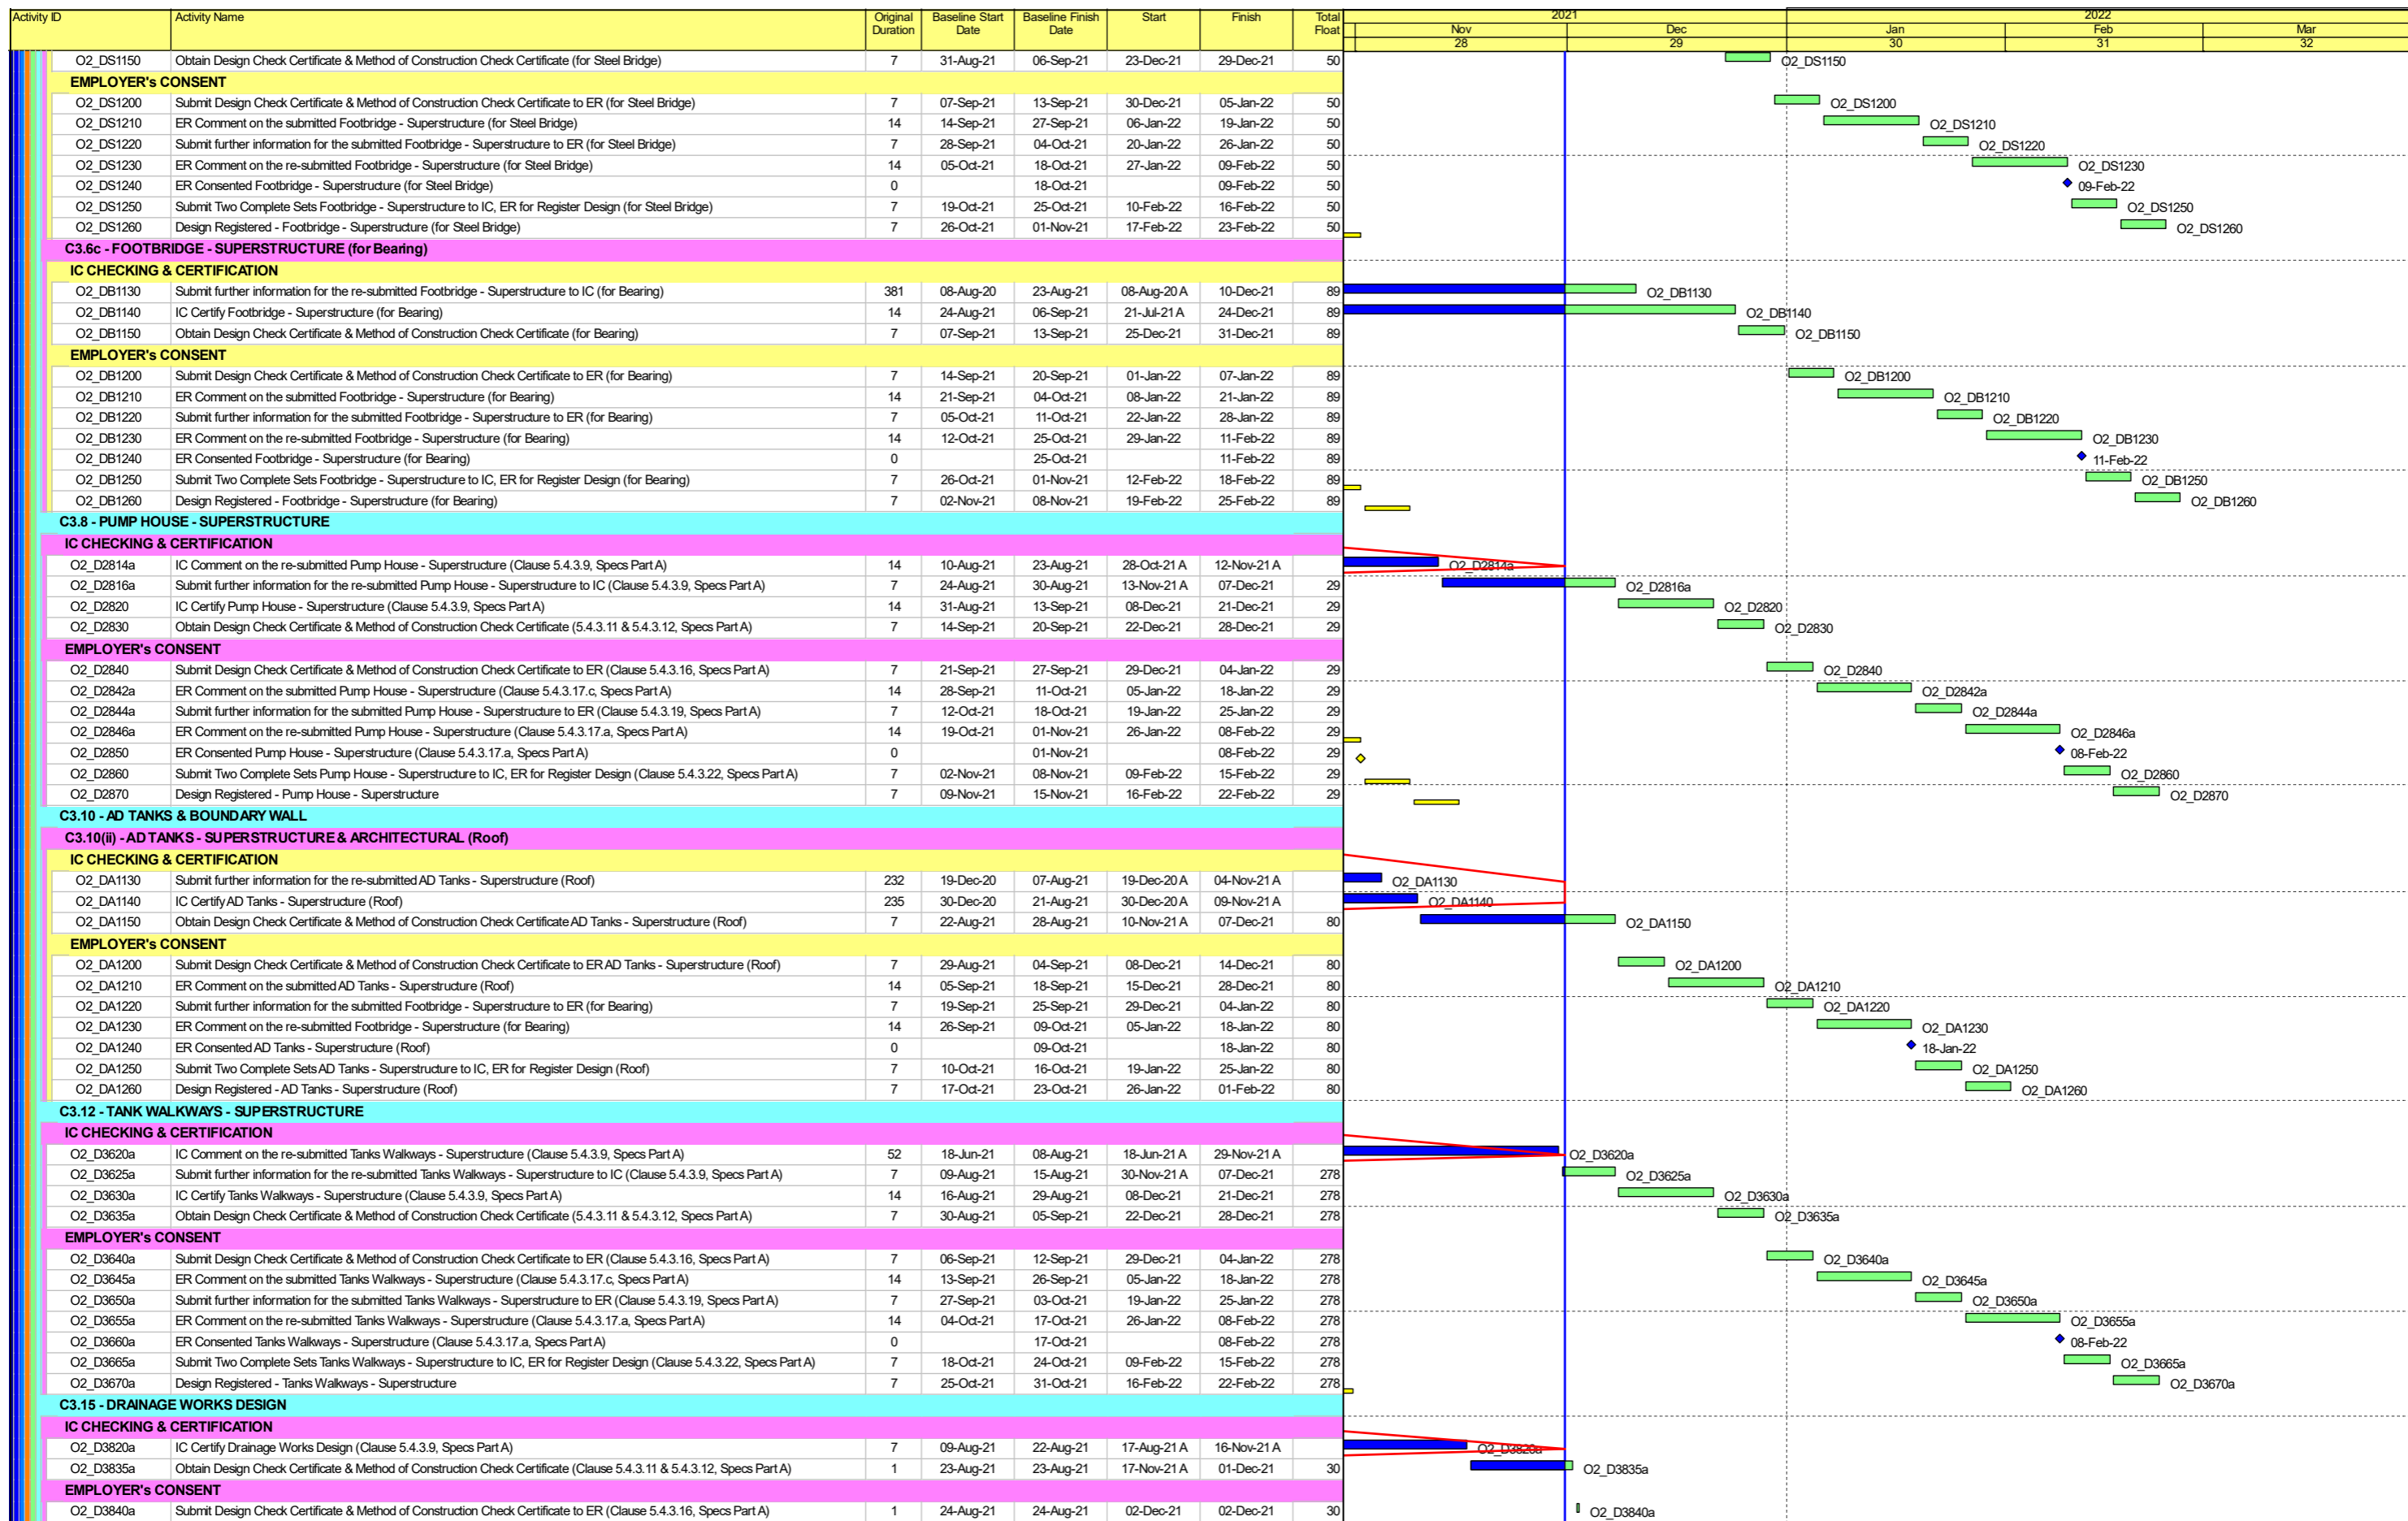 Activity ID Activity Name Original Duration Baseline Start Date Baseline Finish Date Start Finish Total Float 2021 2022
Nov Dec Jan Feb Mar
28 29 30 31 32
O2_DS1150 Obtain Design Check Certificate & Method of Construction Check Certificate (for Steel Bridge) 7 31-Aug-21 06-Sep-21 23-Dec-21 29-Dec-21 50 O2_DS1150
EMPLOYER's CONSENT
O2_DS1200 Submit Design Check Certificate & Method of Construction Check Certificate to ER (for Steel Bridge) 7 07-Sep-21 13-Sep-21 30-Dec-21 05-Jan-22 50 O2_DS1200
O2_DS1210 ER Comment on the submitted Footbridge - Superstructure (for Steel Bridge) 14 14-Sep-21 27-Sep-21 06-Jan-22 19-Jan-22 50 O2_DS1210
O2_DS1220 Submit further information for the submitted Footbridge - Superstructure to ER (for Steel Bridge) 7 28-Sep-21 04-Oct-21 20-Jan-22 26-Jan-22 50 O2_DS1220
O2_DS1230 ER Comment on the re-submitted Footbridge - Superstructure (for Steel Bridge) 14 05-Oct-21 18-Oct-21 27-Jan-22 09-Feb-22 50 O2_DS1230
O2_DS1240 ER Consented Footbridge - Superstructure (for Steel Bridge) 0 18-Oct-21 09-Feb-22 50 09-Feb-22
O2_DS1250 Submit Two Complete Sets Footbridge - Superstructure to IC, ER for Register Design (for Steel Bridge) 7 19-Oct-21 25-Oct-21 10-Feb-22 16-Feb-22 50 O2_DS1250
O2_DS1260 Design Registered - Footbridge - Superstructure (for Steel Bridge) 7 26-Oct-21 01-Nov-21 17-Feb-22 23-Feb-22 50 O2_DS1260
C3.6c - FOOTBRIDGE - SUPERSTRUCTURE (for Bearing)
IC CHECKING & CERTIFICATION
O2_DB1130 Submit further information for the re-submitted Footbridge - Superstructure to IC (for Bearing) 381 08-Aug-20 23-Aug-21 08-Aug-20 A 10-Dec-21 89 O2_DB1130
O2_DB1140 IC Certify Footbridge - Superstructure (for Bearing) 14 24-Aug-21 06-Sep-21 21-Jul-21 A 24-Dec-21 89 O2_DB1140
O2_DB1150 Obtain Design Check Certificate & Method of Construction Check Certificate (for Bearing) 7 07-Sep-21 13-Sep-21 25-Dec-21 31-Dec-21 89 O2_DB1150
EMPLOYER's CONSENT
O2_DB1200 Submit Design Check Certificate & Method of Construction Check Certificate to ER (for Bearing) 7 14-Sep-21 20-Sep-21 01-Jan-22 07-Jan-22 89 O2_DB1200
O2_DB1210 ER Comment on the submitted Footbridge - Superstructure (for Bearing) 14 21-Sep-21 04-Oct-21 08-Jan-22 21-Jan-22 89 O2_DB1210
O2_DB1220 Submit further information for the submitted Footbridge - Superstructure to ER (for Bearing) 7 05-Oct-21 11-Oct-21 22-Jan-22 28-Jan-22 89 O2_DB1220
O2_DB1230 ER Comment on the re-submitted Footbridge - Superstructure (for Bearing) 14 12-Oct-21 25-Oct-21 29-Jan-22 11-Feb-22 89 O2_DB1230
O2_DB1240 ER Consented Footbridge - Superstructure (for Bearing) 0 25-Oct-21 11-Feb-22 89 11-Feb-22
O2_DB1250 Submit Two Complete Sets Footbridge - Superstructure to IC, ER for Register Design (for Bearing) 7 26-Oct-21 01-Nov-21 12-Feb-22 18-Feb-22 89 O2_DB1250
O2_DB1260 Design Registered - Footbridge - Superstructure (for Bearing) 7 02-Nov-21 08-Nov-21 19-Feb-22 25-Feb-22 89 O2_DB1260
C3.8 - PUMP HOUSE - SUPERSTRUCTURE
IC CHECKING & CERTIFICATION
O2_D2814a IC Comment on the re-submitted Pump House - Superstructure (Clause 5.4.3.9, Specs Part A) 14 10-Aug-21 23-Aug-21 28-Oct-21 A 12-Nov-21 A O2_D2814a
O2_D2816a Submit further information for the re-submitted Pump House - Superstructure to IC (Clause 5.4.3.9, Specs Part A) 7 24-Aug-21 30-Aug-21 13-Nov-21 A 07-Dec-21 29 O2_D2816a
O2_D2820 IC Certify Pump House - Superstructure (Clause 5.4.3.9, Specs Part A) 14 31-Aug-21 13-Sep-21 08-Dec-21 21-Dec-21 29 O2_D2820
O2_D2830 Obtain Design Check Certificate & Method of Construction Check Certificate (5.4.3.11 & 5.4.3.12, Specs Part A) 7 14-Sep-21 20-Sep-21 22-Dec-21 28-Dec-21 29 O2_D2830
EMPLOYER's CONSENT
O2_D2840 Submit Design Check Certificate & Method of Construction Check Certificate to ER (Clause 5.4.3.16, Specs Part A) 7 21-Sep-21 27-Sep-21 29-Dec-21 04-Jan-22 29 O2_D2840
O2_D2842a ER Comment on the submitted Pump House - Superstructure (Clause 5.4.3.17.c, Specs Part A) 14 28-Sep-21 11-Oct-21 05-Jan-22 18-Jan-22 29 O2_D2842a
O2_D2844a Submit further information for the submitted Pump House - Superstructure to ER (Clause 5.4.3.19, Specs Part A) 7 12-Oct-21 18-Oct-21 19-Jan-22 25-Jan-22 29 O2_D2844a
O2_D2846a ER Comment on the re-submitted Pump House - Superstructure (Clause 5.4.3.17.a, Specs Part A) 14 19-Oct-21 01-Nov-21 26-Jan-22 08-Feb-22 29 O2_D2846a
O2_D2850 ER Consented Pump House - Superstructure (Clause 5.4.3.17.a, Specs Part A) 0 01-Nov-21 08-Feb-22 29 08-Feb-22
O2_D2860 Submit Two Complete Sets Pump House - Superstructure to IC, ER for Register Design (Clause 5.4.3.22, Specs Part A) 7 02-Nov-21 08-Nov-21 09-Feb-22 15-Feb-22 29 O2_D2860
O2_D2870 Design Registered - Pump House - Superstructure 7 09-Nov-21 15-Nov-21 16-Feb-22 22-Feb-22 29 O2_D2870
C3.10 - AD TANKS & BOUNDARY WALL
C3.10(ii) - AD TANKS - SUPERSTRUCTURE & ARCHITECTURAL (Roof)
IC CHECKING & CERTIFICATION
O2_DA1130 Submit further information for the re-submitted AD Tanks - Superstructure (Roof) 232 19-Dec-20 07-Aug-21 19-Dec-20 A 04-Nov-21 A O2_DA1130
O2_DA1140 IC Certify AD Tanks - Superstructure (Roof) 235 30-Dec-20 21-Aug-21 30-Dec-20 A 09-Nov-21 A O2_DA1140
O2_DA1150 Obtain Design Check Certificate & Method of Construction Check Certificate AD Tanks - Superstructure (Roof) 7 22-Aug-21 28-Aug-21 10-Nov-21 A 07-Dec-21 80 O2_DA1150
EMPLOYER's CONSENT
O2_DA1200 Submit Design Check Certificate & Method of Construction Check Certificate to ER AD Tanks - Superstructure (Roof) 7 29-Aug-21 04-Sep-21 08-Dec-21 14-Dec-21 80 O2_DA1200
O2_DA1210 ER Comment on the submitted AD Tanks - Superstructure (Roof) 14 05-Sep-21 18-Sep-21 15-Dec-21 28-Dec-21 80 O2_DA1210
O2_DA1220 Submit further information for the submitted Footbridge - Superstructure to ER (for Bearing) 7 19-Sep-21 25-Sep-21 29-Dec-21 04-Jan-22 80 O2_DA1220
O2_DA1230 ER Comment on the re-submitted Footbridge - Superstructure (for Bearing) 14 26-Sep-21 09-Oct-21 05-Jan-22 18-Jan-22 80 O2_DA1230
O2_DA1240 ER Consented AD Tanks - Superstructure (Roof) 0 09-Oct-21 18-Jan-22 80 18-Jan-22
O2_DA1250 Submit Two Complete Sets AD Tanks - Superstructure to IC, ER for Register Design (Roof) 7 10-Oct-21 16-Oct-21 19-Jan-22 25-Jan-22 80 O2_DA1250
O2_DA1260 Design Registered - AD Tanks - Superstructure (Roof) 7 17-Oct-21 23-Oct-21 26-Jan-22 01-Feb-22 80 O2_DA1260
C3.12 - TANK WALKWAYS - SUPERSTRUCTURE
IC CHECKING & CERTIFICATION
O2_D3620a IC Comment on the re-submitted Tanks Walkways - Superstructure (Clause 5.4.3.9, Specs Part A) 52 18-Jun-21 08-Aug-21 18-Jun-21 A 29-Nov-21 A O2_D3620a
O2_D3625a Submit further information for the re-submitted Tanks Walkways - Superstructure to IC (Clause 5.4.3.9, Specs Part A) 7 09-Aug-21 15-Aug-21 30-Nov-21 A 07-Dec-21 278 O2_D3625a
O2_D3630a IC Certify Tanks Walkways - Superstructure (Clause 5.4.3.9, Specs Part A) 14 16-Aug-21 29-Aug-21 08-Dec-21 21-Dec-21 278 O2_D3630a
O2_D3635a Obtain Design Check Certificate & Method of Construction Check Certificate (5.4.3.11 & 5.4.3.12, Specs Part A) 7 30-Aug-21 05-Sep-21 22-Dec-21 28-Dec-21 278 O2_D3635a
EMPLOYER's CONSENT
O2_D3640a Submit Design Check Certificate & Method of Construction Check Certificate to ER (Clause 5.4.3.16, Specs Part A) 7 06-Sep-21 12-Sep-21 29-Dec-21 04-Jan-22 278 O2_D3640a
O2_D3645a ER Comment on the submitted Tanks Walkways - Superstructure (Clause 5.4.3.17.c, Specs Part A) 14 13-Sep-21 26-Sep-21 05-Jan-22 18-Jan-22 278 O2_D3645a
O2_D3650a Submit further information for the submitted Tanks Walkways - Superstructure to ER (Clause 5.4.3.19, Specs Part A) 7 27-Sep-21 03-Oct-21 19-Jan-22 25-Jan-22 278 O2_D3650a
O2_D3655a ER Comment on the re-submitted Tanks Walkways - Superstructure (Clause 5.4.3.17.a, Specs Part A) 14 04-Oct-21 17-Oct-21 26-Jan-22 08-Feb-22 278 O2_D3655a
O2_D3660a ER Consented Tanks Walkways - Superstructure (Clause 5.4.3.17.a, Specs Part A) 0 17-Oct-21 08-Feb-22 278 08-Feb-22
O2_D3665a Submit Two Complete Sets Tanks Walkways - Superstructure to IC, ER for Register Design (Clause 5.4.3.22, Specs Part A) 7 18-Oct-21 24-Oct-21 09-Feb-22 15-Feb-22 278 O2_D3665a
O2_D3670a Design Registered - Tanks Walkways - Superstructure 7 25-Oct-21 31-Oct-21 16-Feb-22 22-Feb-22 278 O2_D3670a
C3.15 - DRAINAGE WORKS DESIGN
IC CHECKING & CERTIFICATION
O2_D3820a IC Certify Drainage Works Design (Clause 5.4.3.9, Specs Part A) 7 09-Aug-21 22-Aug-21 17-Aug-21 A 16-Nov-21 A O2_D3820a
O2_D3835a Obtain Design Check Certificate & Method of Construction Check Certificate (Clause 5.4.3.11 & 5.4.3.12, Specs Part A) 1 23-Aug-21 23-Aug-21 17-Nov-21 A 01-Dec-21 30 O2_D3835a
EMPLOYER's CONSENT
O2_D3840a Submit Design Check Certificate & Method of Construction Check Certificate to ER (Clause 5.4.3.16, Specs Part A) 1 24-Aug-21 24-Aug-21 02-Dec-21 02-Dec-21 30 O2_D3840a